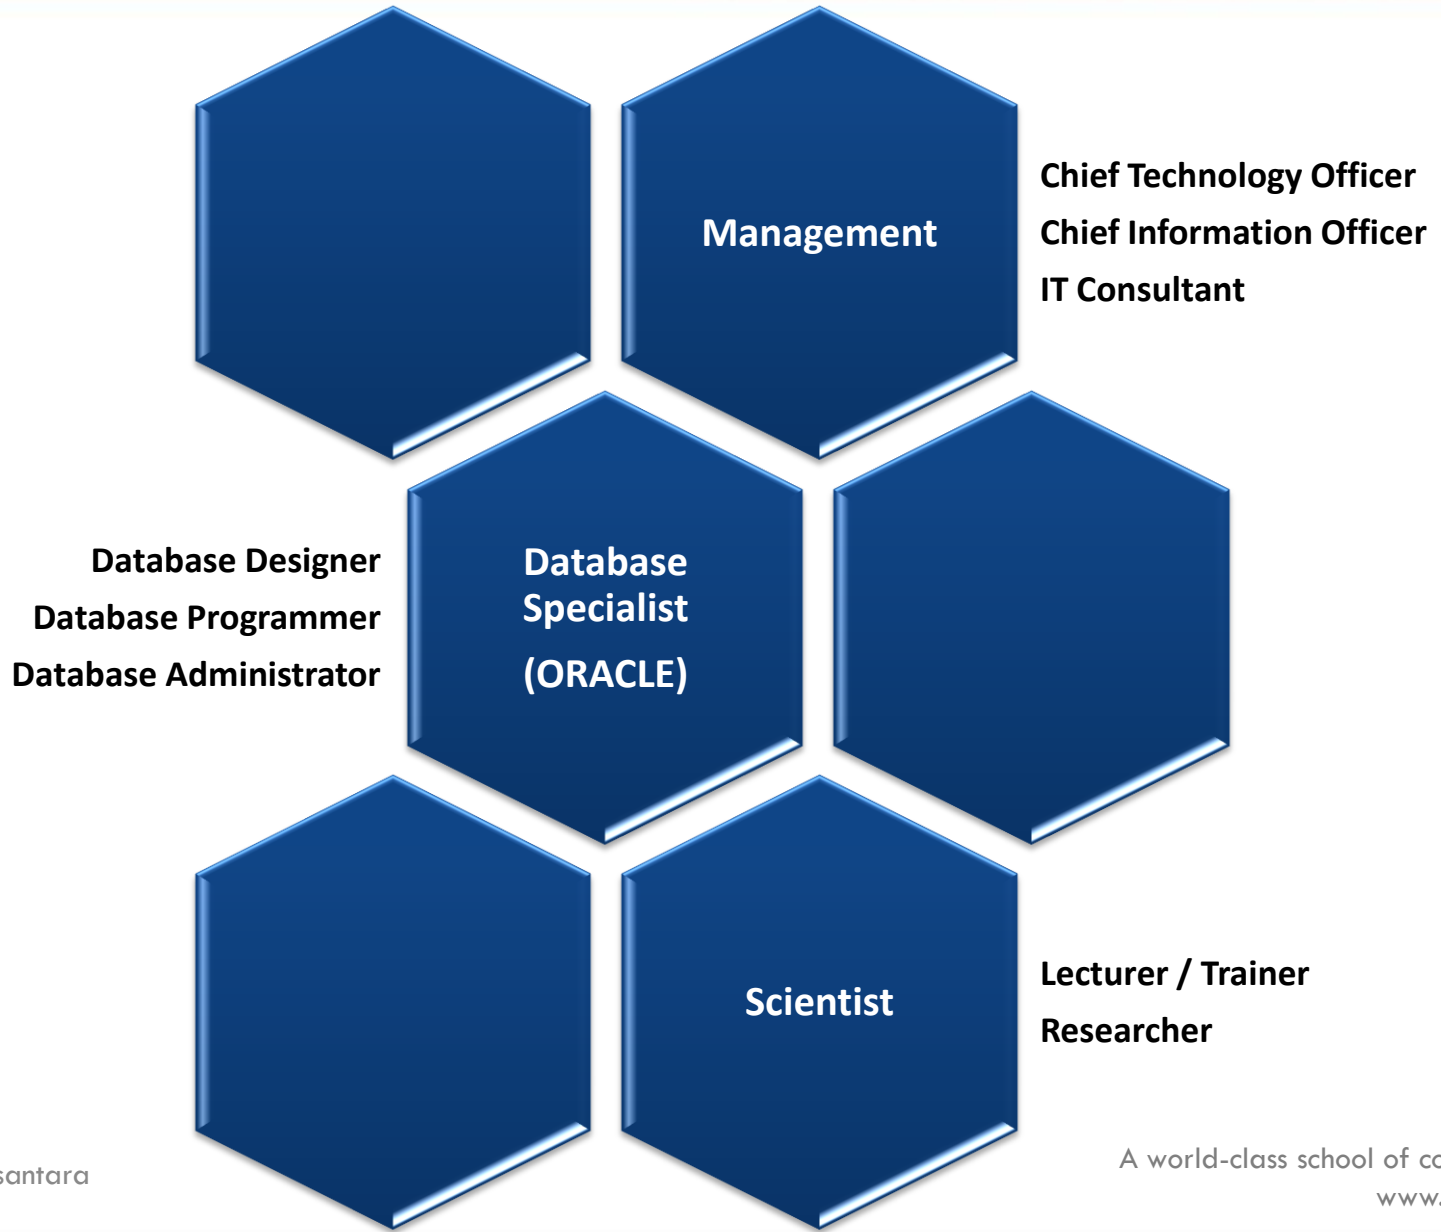 Management
Chief Technology Officer
Chief Information Officer
IT Consultant
Database Designer
Database Programmer
Database Administrator
Database
Specialist
(ORACLE)
Scientist
Lecturer / Trainer
Researcher
A world-class school of
www.